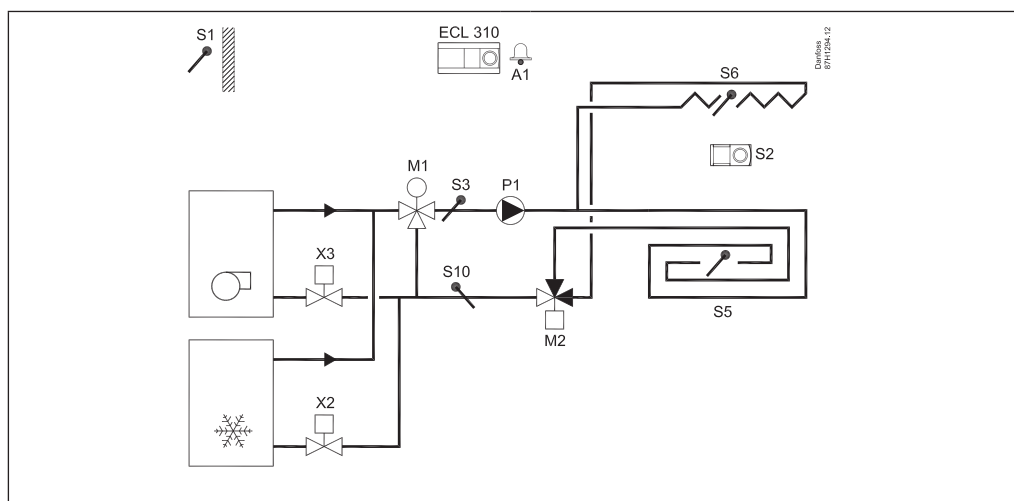 S1
ECL 310
A1
Danfoss
87H1294.12
S6
S2
M1
S3
P1
X3
S10
M2
S5
X2